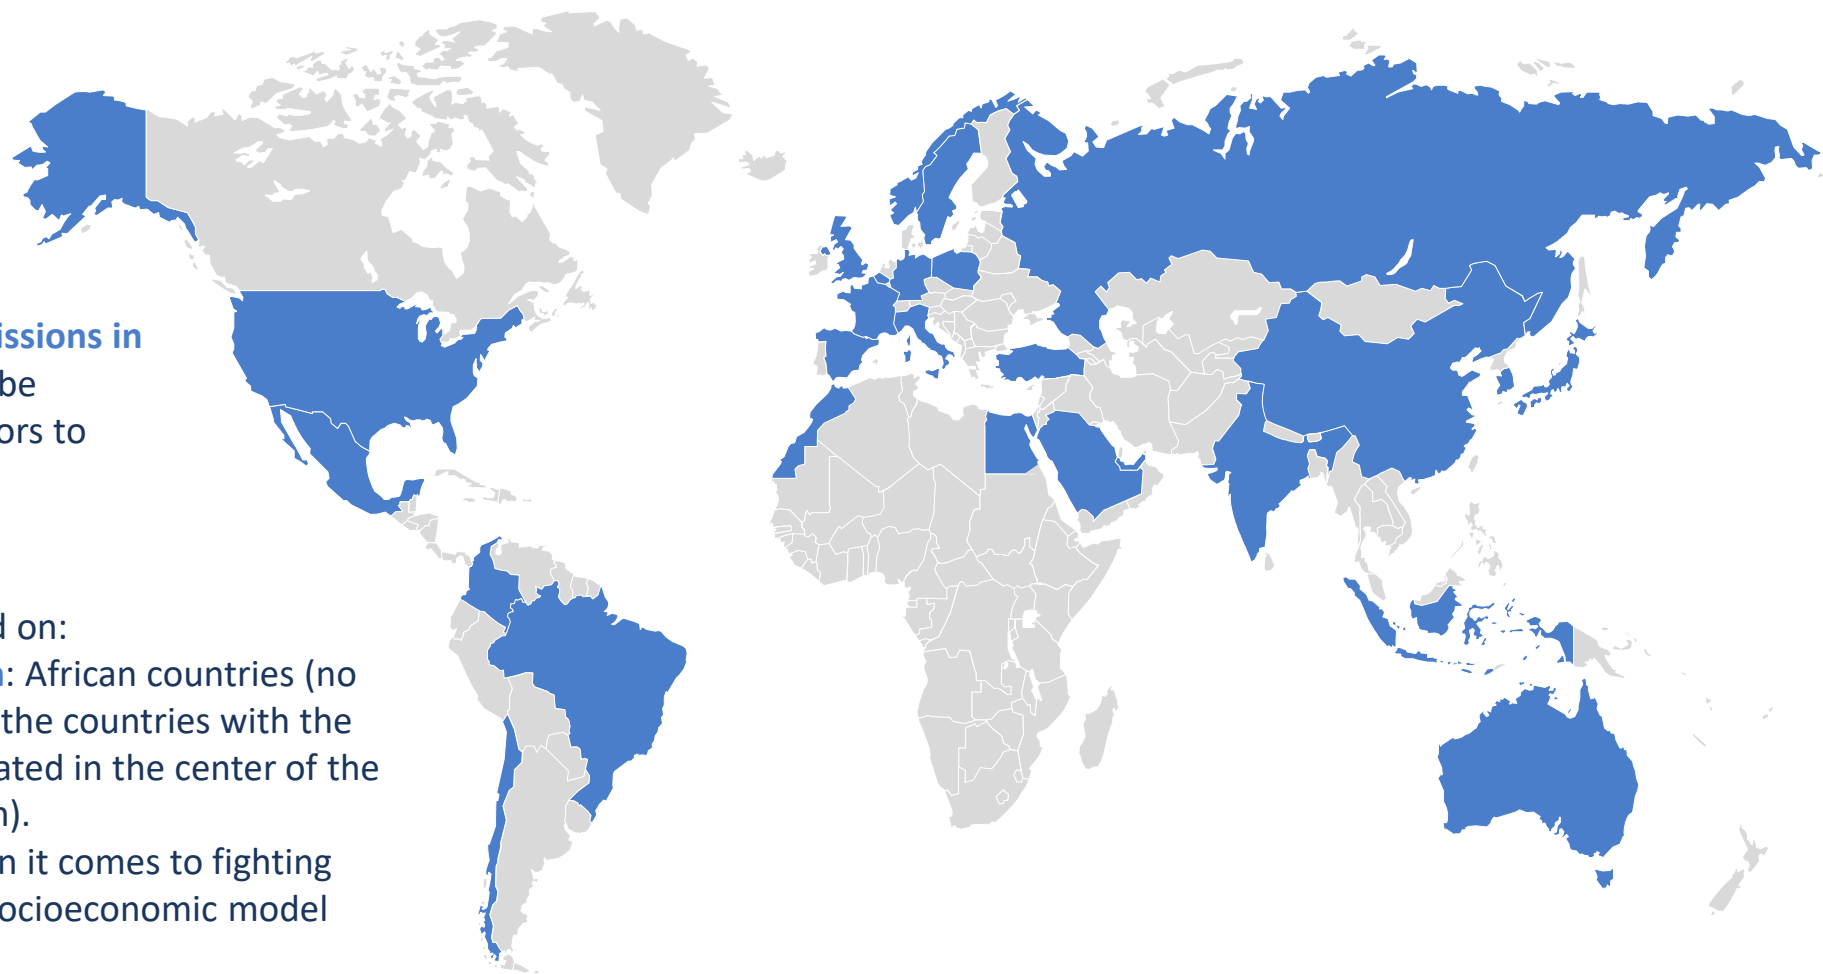 issions in
be
ors to
d on:
n: African countries (no
the countries with the
ated in the center of the
n).
n it comes to fighting
ocioeconomic model